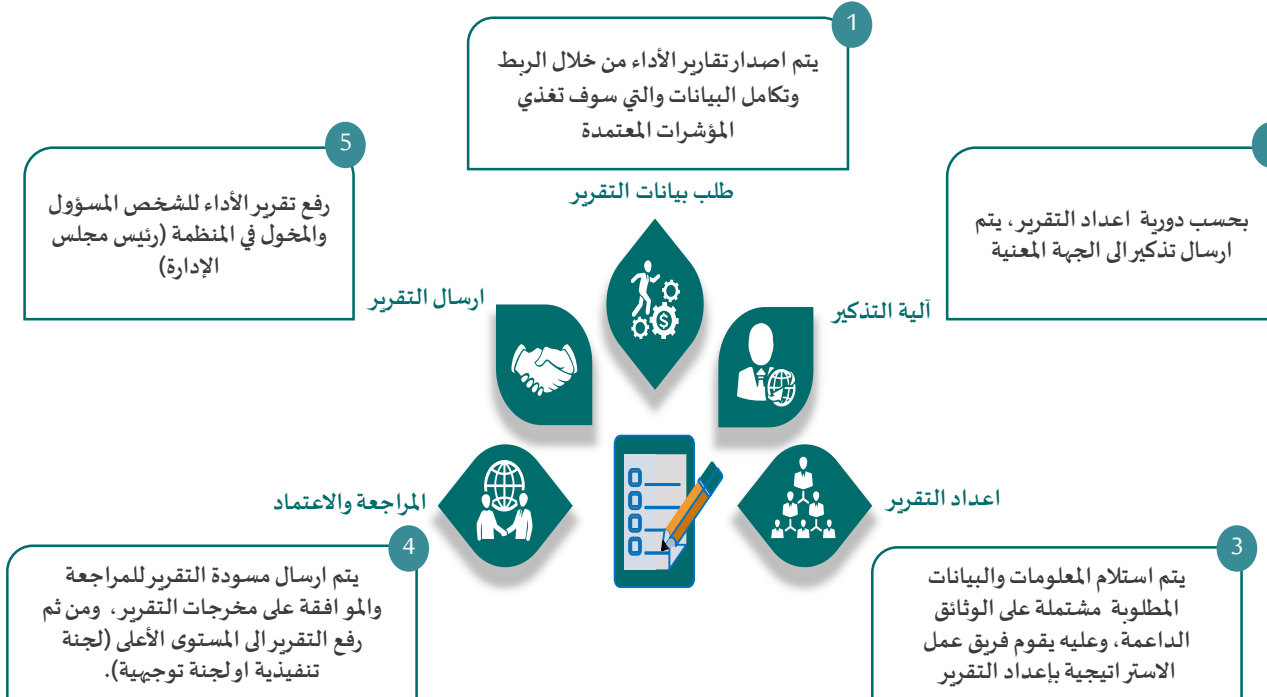 1
يتم اصدار تقارير الأداء من خلال الربط
وتكامل البيانات والتي سوف تغذي
المؤشرات المعتمدة
طلب بيانات التقرير
بحسب دورية اعداد التقرير، يتم
ارسال تذكير الى الجهة المعنية
آلية التذكير
3
يتم استلام المعلومات والبيانات
المطلوبة مشتملة على الوثائق
الداعمة، وعليه يقوم فريق عمل
الاستراتيجية بإعداد التقرير
اعداد التقرير
4
يتم ارسال مسودة التقرير للمراجعة
والموافقة على مخرجات التقرير، ومن ثم
رفع التقرير الى المستوى الأعلى (لجنة
تنفيذية او لجنة توجيهية).
المراجعة والاعتماد
5
رفع تقرير الأداء للشخص المسؤول
والمخول في المنظمة (رئيس مجلس
الإدارة)
ارسال التقرير
$